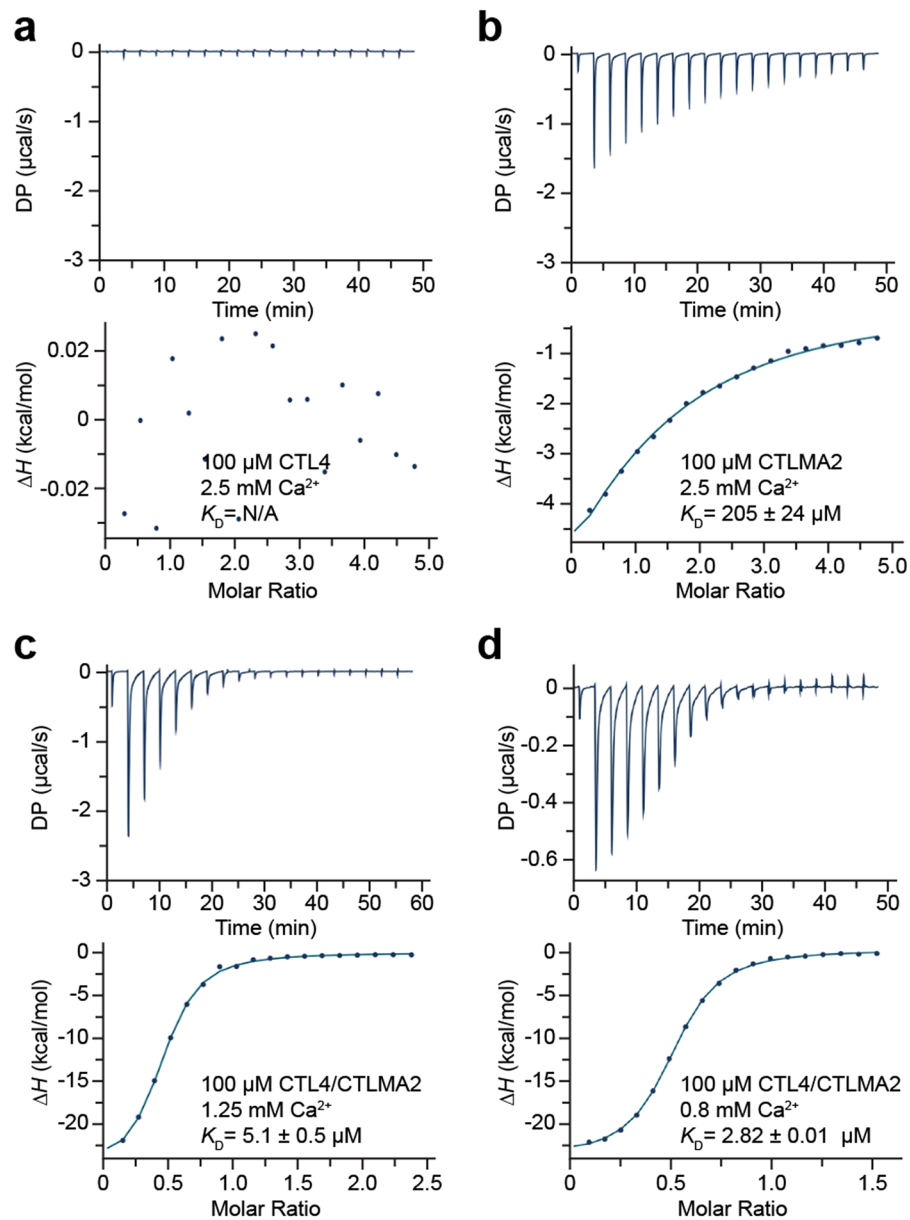 a
0
-1
-2
-3
DP (µcal/s)
0 10 20 30 40 50
Time (min)
0.02
0
-0.02
ΔH (kcal/mol)
100 µM CTL4
2.5 mM Ca²⁺
K_D= N/A
0 1.0 2.0 3.0 4.0 5.0
Molar Ratio
b
0
-1
-2
-3
DP (µcal/s)
0 10 20 30 40 50
Time (min)
-1
-2
-3
-4
ΔH (kcal/mol)
100 µM CTLMA2
2.5 mM Ca²⁺
K_D= 205 ± 24 µM
0 1.0 2.0 3.0 4.0 5.0
Molar Ratio
c
0
-1
-2
-3
DP (µcal/s)
0 10 20 30 40 50 60
Time (min)
0
-5
-10
-15
-20
ΔH (kcal/mol)
100 µM CTL4/CTLMA2
1.25 mM Ca²⁺
K_D= 5.1 ± 0.5 µM
0 0.5 1.0 1.5 2.0 2.5
Molar Ratio
d
0
-0.2
-0.4
-0.6
DP (µcal/s)
0 10 20 30 40 50
Time (min)
0
-5
-10
-15
-20
ΔH (kcal/mol)
100 µM CTL4/CTLMA2
0.8 mM Ca²⁺
K_D= 2.82 ± 0.01 µM
0 0.5 1.0 1.5
Molar Ratio